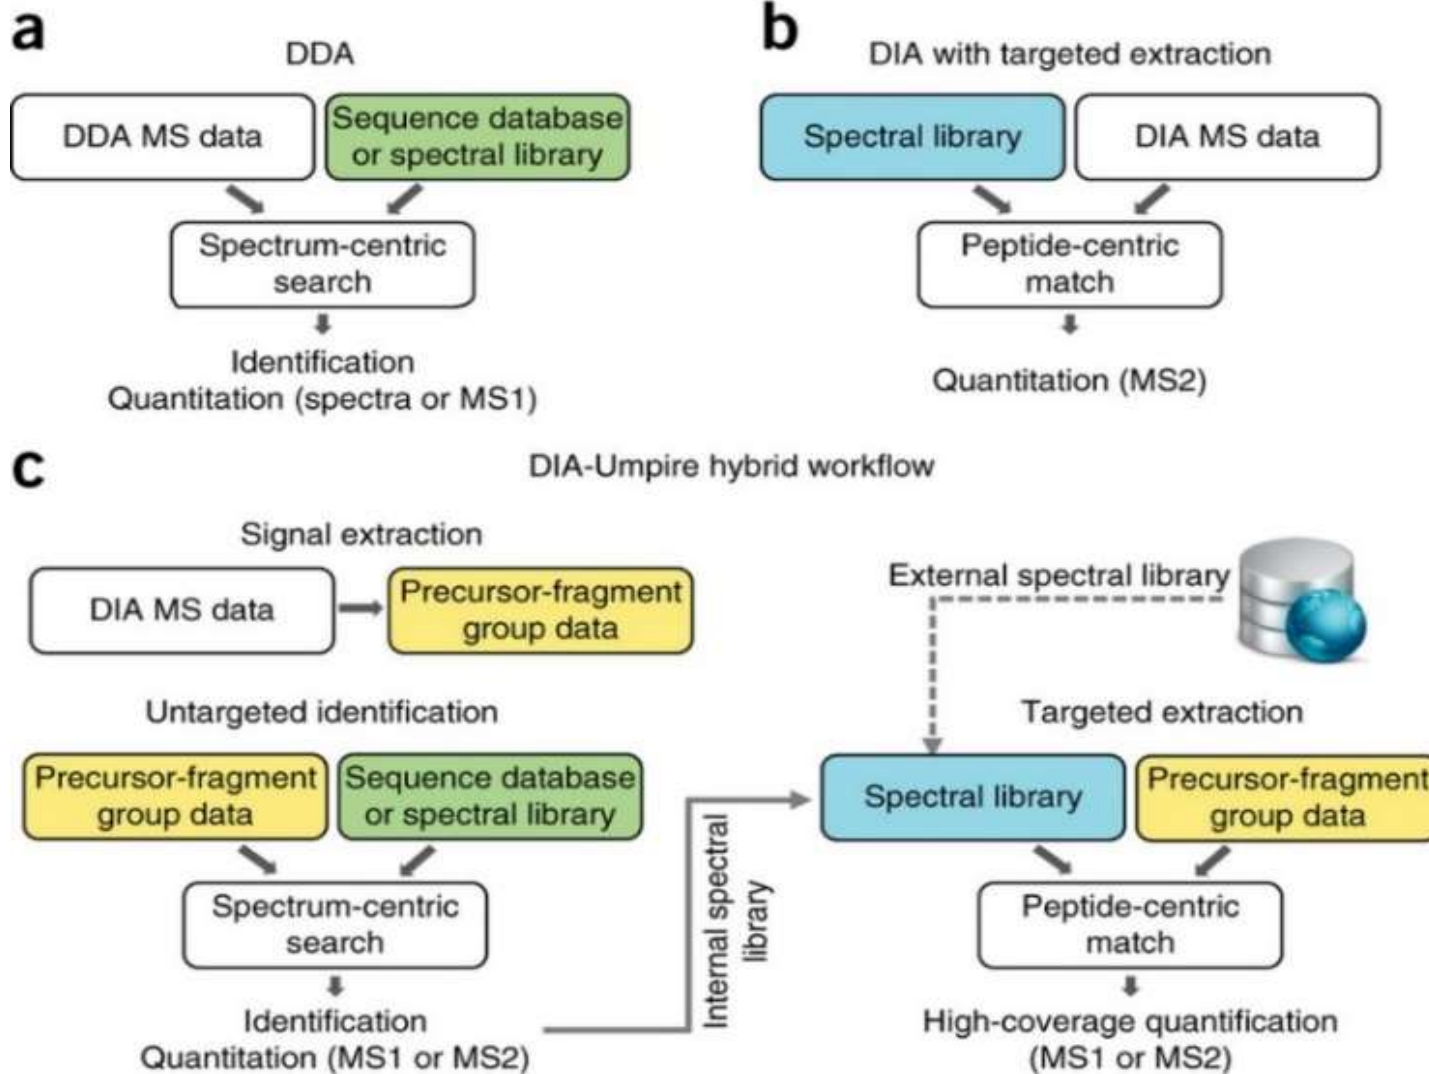 a
DDA
DDA MS data
Sequence database
or spectral library
Spectrum-centric
search
Identification
Quantitation (spectra or MS1)
b
DIA with targeted extraction
Spectral library
DIA MS data
Peptide-centric
match
Quantitation (MS2)
c
DIA-Umpire hybrid workflow
Signal extraction
DIA MS data
Precursor-fragment
group data
Untargeted identification
Precursor-fragment
group data
Sequence database
or spectral library
Spectrum-centric
search
Identification
Quantitation (MS1 or MS2)
Internal spectral
library
External spectral library
Targeted extraction
Spectral library
Precursor-fragment
group data
Peptide-centric
match
High-coverage quantification
(MS1 or MS2)